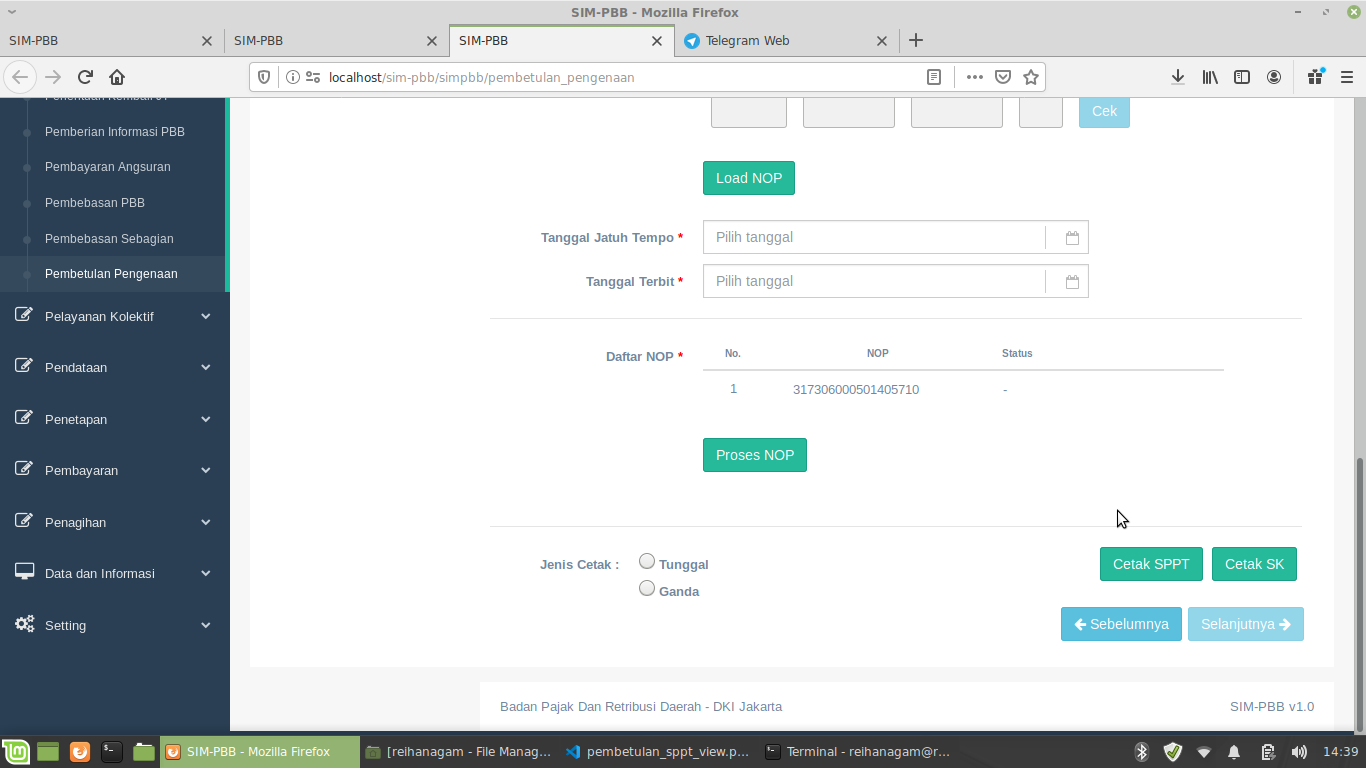 SIM-PBB - Mozilla Firefox
SIM-PBB
SIM-PBB
SIM-PBB
Telegram Web
localhost/sim-pbb/simpbb/pembetulan_pengenaan
Pemberian Informasi PBB
Pembayaran Angsuran
Pembebasan PBB
Pembebasan Sebagian
Pembetulan Pengenaan
Pelayanan Kolektif
Pendataan
Penetapan
Pembayaran
Penagihan
Data dan Informasi
Setting
Cek
Load NOP
Tanggal Jatuh Tempo *
Pilih tanggal
Tanggal Terbit *
Pilih tanggal
Daftar NOP *
No. NOP Status
1 317306000501405710 -
Proses NOP
Jenis Cetak :
Tunggal
Ganda
Cetak SPPT
Cetak SK
Sebelumnya
Selanjutnya
Badan Pajak Dan Retribusi Daerah - DKI Jakarta
SIM-PBB v1.0
SIM-PBB - Mozilla Firefox
[reihanagam - File Manag...
pembetulan_sppt_view.p...
Terminal - reihanagam@r...
14:39